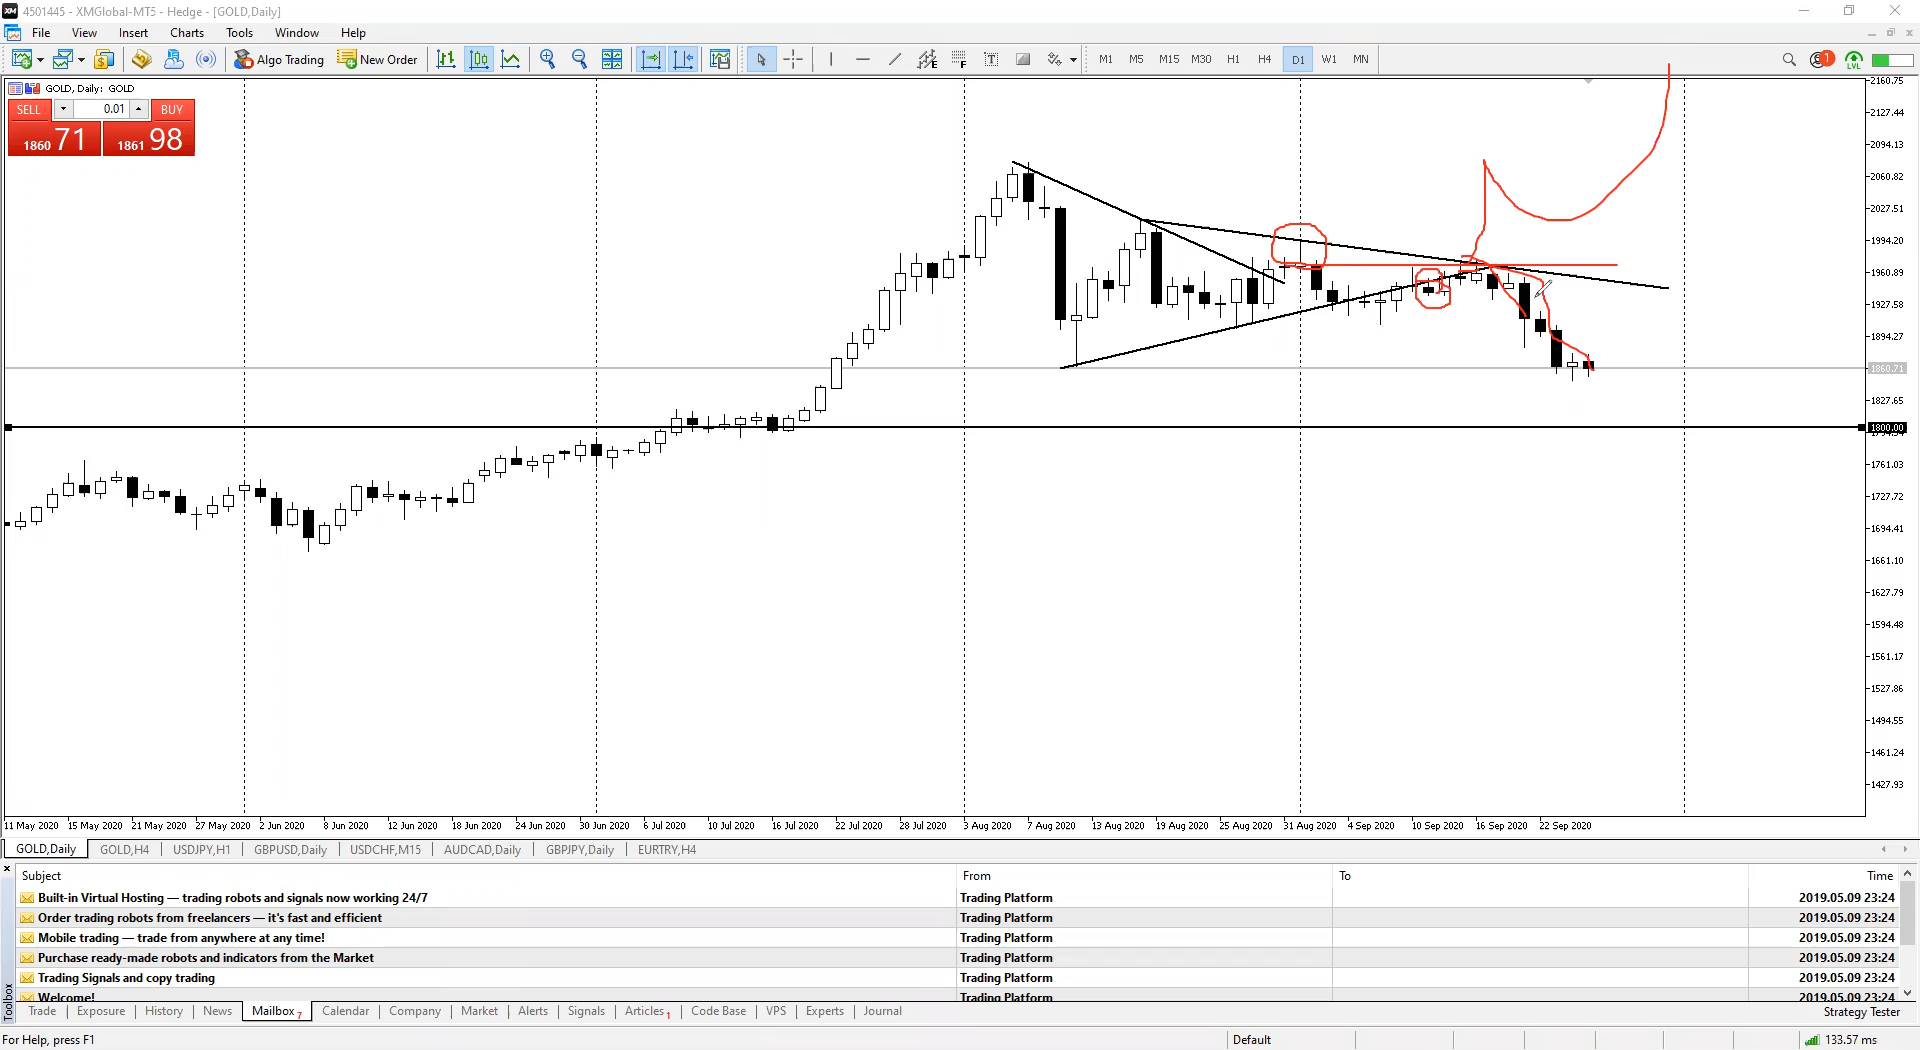 4501445 - XMGlobal-MT5 - Hedge - [GOLD,Daily]
File View Insert Charts Tools Window Help
Algo Trading New Order M1 M5 M15 M30 H1 H4 D1 W1 MN 1 LVL
GOLD, Daily: GOLD
SELL 0.01 BUY
1860 71 1861 98
2160.75
2127.44
2094.13
2060.82
2027.51
1994.20
1960.89
1927.58
1894.27
1860.71
1827.65
1800.00
1761.03
1727.72
1694.41
1661.10
1627.79
1594.48
1561.17
1527.86
1494.55
1461.24
1427.93
11 May 2020 15 May 2020 21 May 2020 27 May 2020 2 Jun 2020 8 Jun 2020 12 Jun 2020 18 Jun 2020 24 Jun 2020 30 Jun 2020 6 Jul 2020 10 Jul 2020 16 Jul 2020 22 Jul 2020 28 Jul 2020 3 Aug 2020 7 Aug 2020 13 Aug 2020 19 Aug 2020 25 Aug 2020 31 Aug 2020 4 Sep 2020 10 Sep 2020 16 Sep 2020 22 Sep 2020
GOLD,Daily GOLD,H4 USDJPY,H1 GBPUSD,Daily USDCHF,M15 AUDCAD,Daily GBPJPY,Daily EURTRY,H4
Subject From To Time
Built-in Virtual Hosting — trading robots and signals now working 24/7 Trading Platform 2019.05.09 23:24
Order trading robots from freelancers — it's fast and efficient Trading Platform 2019.05.09 23:24
Mobile trading — trade from anywhere at any time! Trading Platform 2019.05.09 23:24
Purchase ready-made robots and indicators from the Market Trading Platform 2019.05.09 23:24
Trading Signals and copy trading Trading Platform 2019.05.09 23:24
Welcome! Trading Platform 2019.05.09 23:24
Toolbox
Trade Exposure History News Mailbox 7 Calendar Company Market Alerts Signals Articles 1 Code Base VPS Experts Journal Strategy Tester
For Help, press F1 Default 133.57 ms